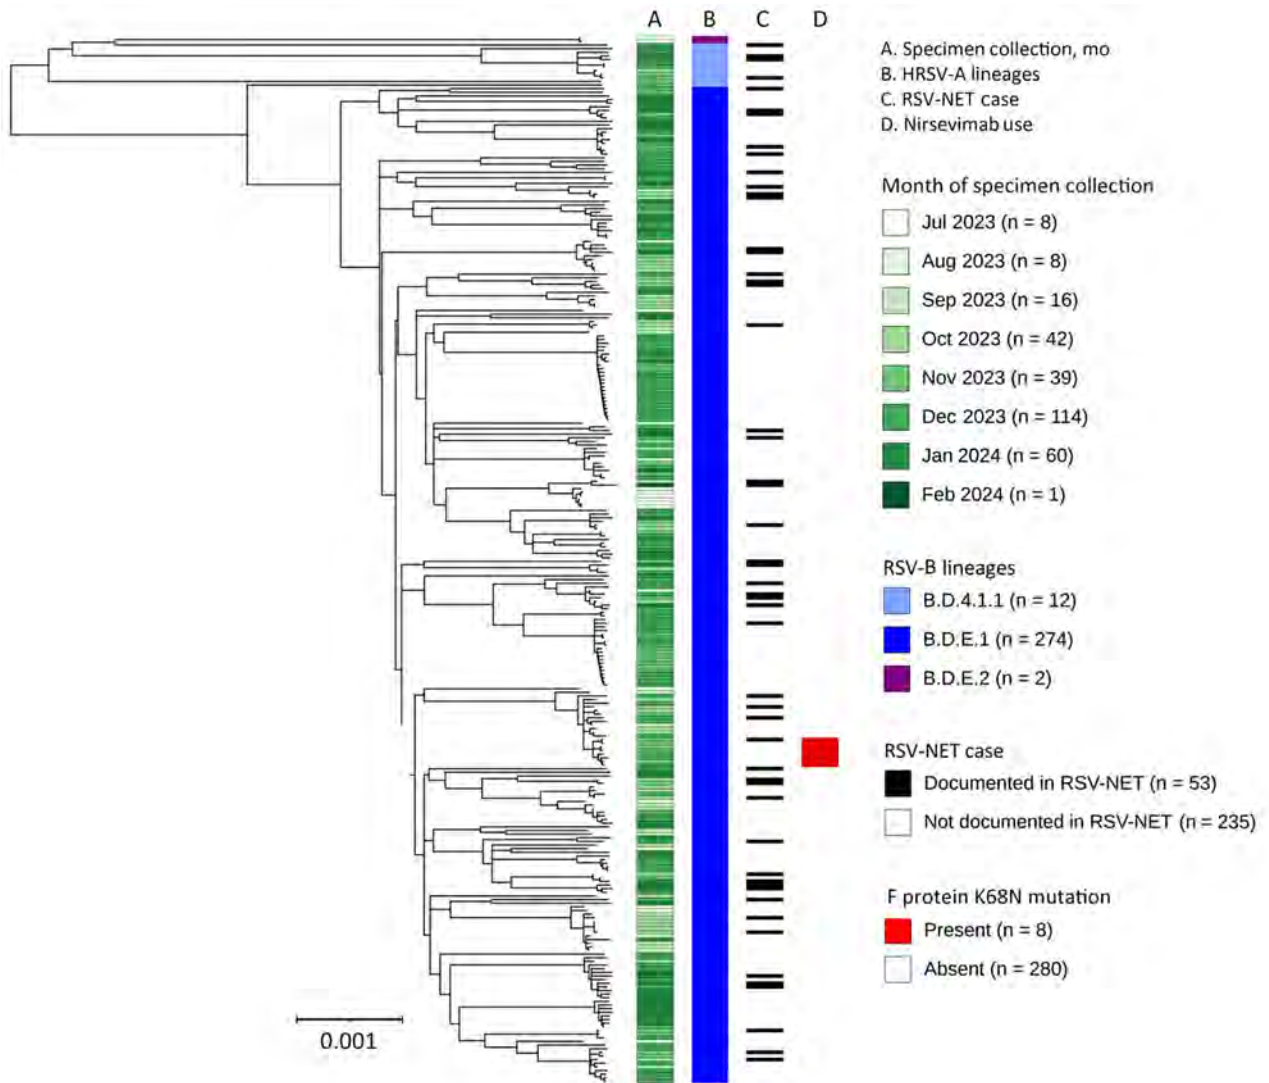 A B C D
A. Specimen collection, mo
B. HRSV-A lineages
C. RSV-NET case
D. Nirsevimab use
Month of specimen collection
Jul 2023 (n = 8)
Aug 2023 (n = 8)
Sep 2023 (n = 16)
Oct 2023 (n = 42)
Nov 2023 (n = 39)
Dec 2023 (n = 114)
Jan 2024 (n = 60)
Feb 2024 (n = 1)
RSV-B lineages
B.D.4.1.1 (n = 12)
B.D.E.1 (n = 274)
B.D.E.2 (n = 2)
RSV-NET case
Documented in RSV-NET (n = 53)
Not documented in RSV-NET (n = 235)
F protein K68N mutation
Present (n = 8)
Absent (n = 280)
0.001